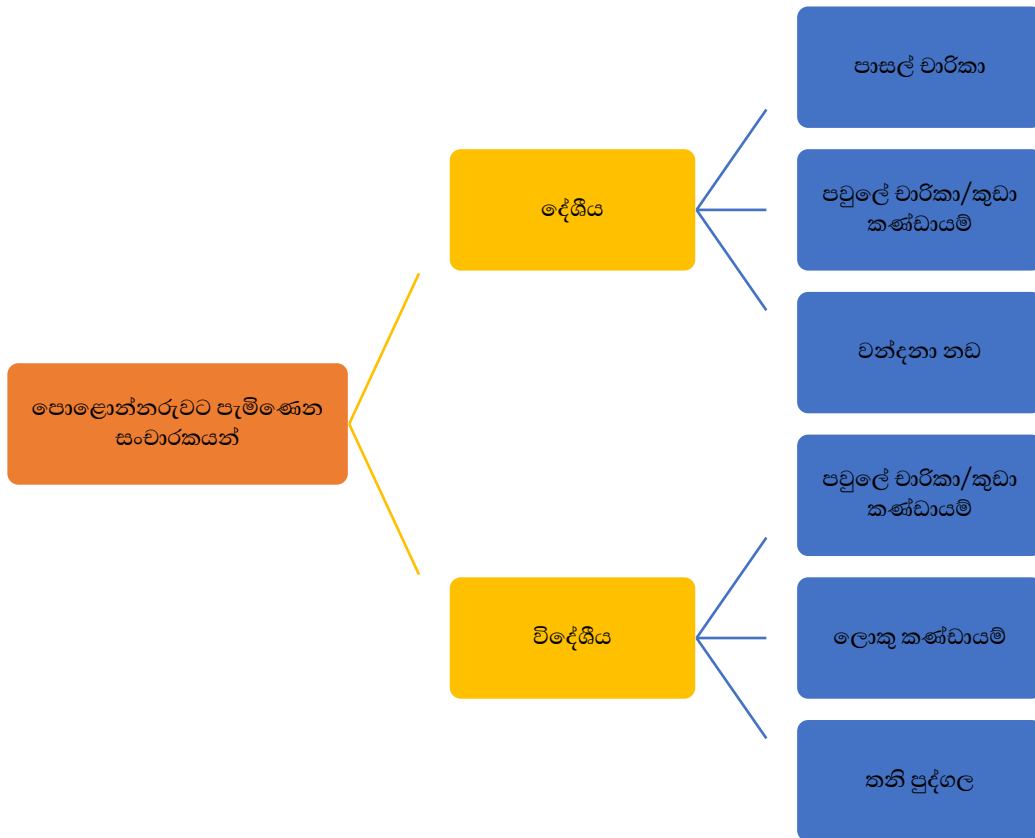 පාසල් චාරිකා
දේශීය
පවුලේ චාරිකා/කුඩා
කණ්ඩායම්
වන්දනා නඩ
පොළොන්නරුවට පැමිණෙන
සංචාරකයන්
පවුලේ චාරිකා/කුඩා
කණ්ඩායම්
විදේශීය
ලොකු කණ්ඩායම්
තනි පුද්ගල